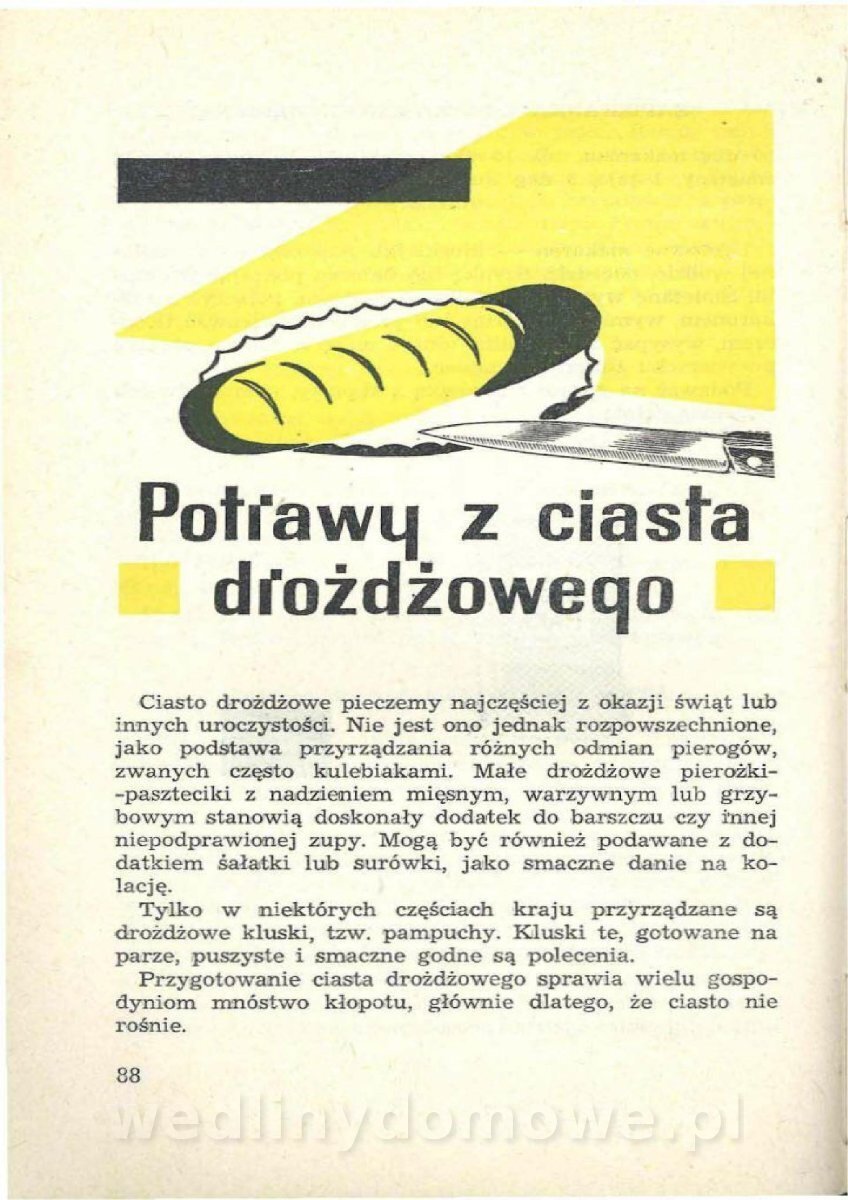 Potrawy z ciasta
drożdżowego
Ciasto drożdżowe pieczemy najczęściej z okazji świąt lub
innych uroczystości. Nie jest ono jednak rozpowszechnione,
jako podstawa przyrządzania różnych odmian pierogów,
zwanych często kulebiakami. Małe drożdżowe pierożki-
-paszteciki z nadzieniem mięsnym, warzywnym lub grzy-
bowym stanowią doskonały dodatek do barszczu czy innej
niepodprawionej zupy. Mogą być również podawane z do-
datkiem sałatki lub surówki, jako smaczne danie na ko-
lację.
Tylko w niektórych częściach kraju przyrządzane są
drożdżowe kluski, tzw. pampuchy. Kluski te, gotowane na
parze, puszyste i smaczne godne są polecenia.
Przygotowanie ciasta drożdżowego sprawia wielu gospo-
dyniom mnóstwo kłopotu, głównie dlatego, że ciasto nie
rośnie.
88
wedlinydomowe.pl